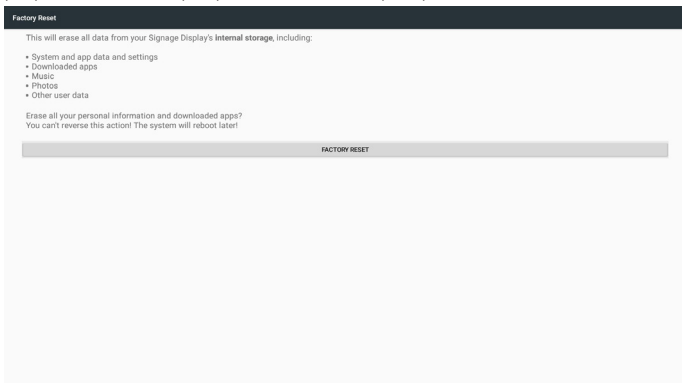 Factory Reset
This will erase all data from your Signage Display's internal storage, including:
• System and app data and settings
• Downloaded apps
• Music
• Photos
• Other user data
Erase all your personal information and downloaded apps?
You can't reverse this action! The system will reboot later!
FACTORY RESET